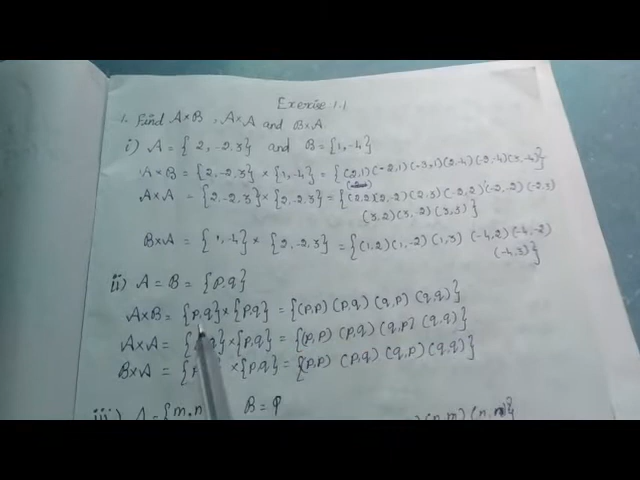 Exercise 1.1
1. Find A×B, A×A and B×A.
i) A = {2, -2, 3} and B = {1, -4}
A×B = {2, -2, 3} × {1, -4} = {(2,1)(-2,1)(-3,1)(2,-4)(-2,-4)(3,-4)}
A×A = {2, -2, 3} × {2, -2, 3} = {(2,2)(2,-2)(2,3)(-2,2)(-2,-2)(-2,3)
(3,2)(3,-2)(3,3)}
B×A = {1, -4} × {2, -2, 3} = {(1,2)(1,-2)(1,3)(-4,2)(-4,-2)
(-4,3)}
ii) A = B = {p,q}
A×B = {p,q} × {p,q} = {(p,p)(p,q)(q,p)(q,q)}
A×A = { q} × {p,q} = {(p,p)(p,q)(q,p)(q,q)}
B×A = { × {p,q} = {(p,p)(p,q)(q,p)(q,q)}
iii) A = {m,n B = φ